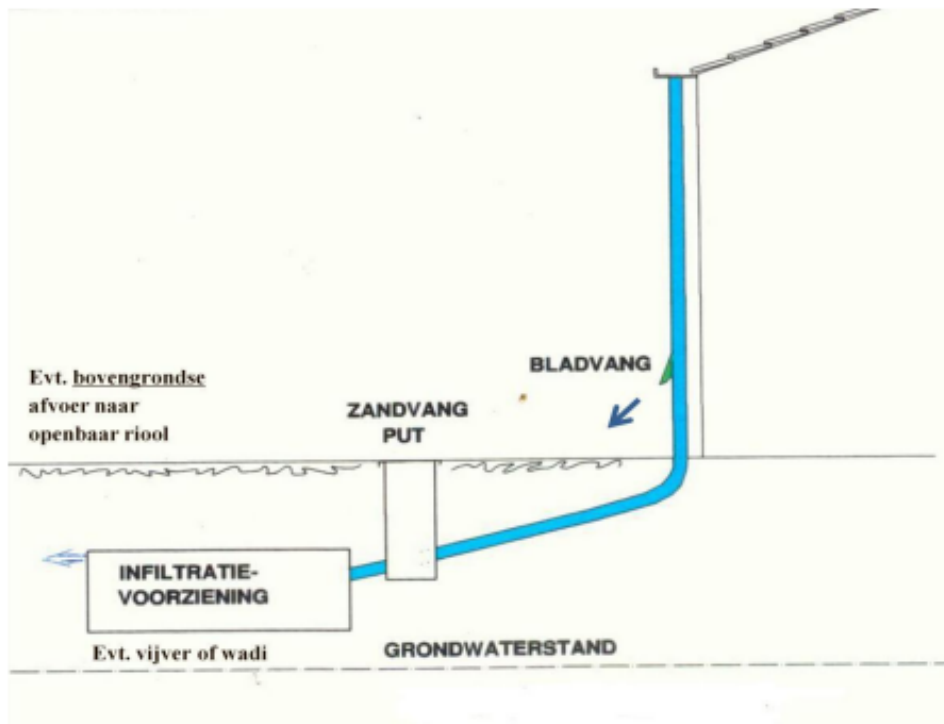 BLADVANG
Evt. bovengrondse
afvoer naar
openbaar riool
ZANDVANG
PUT
INFILTRATIE-
VOORZIENING
Evt. vijver of wadi
GRONDWATERSTAND